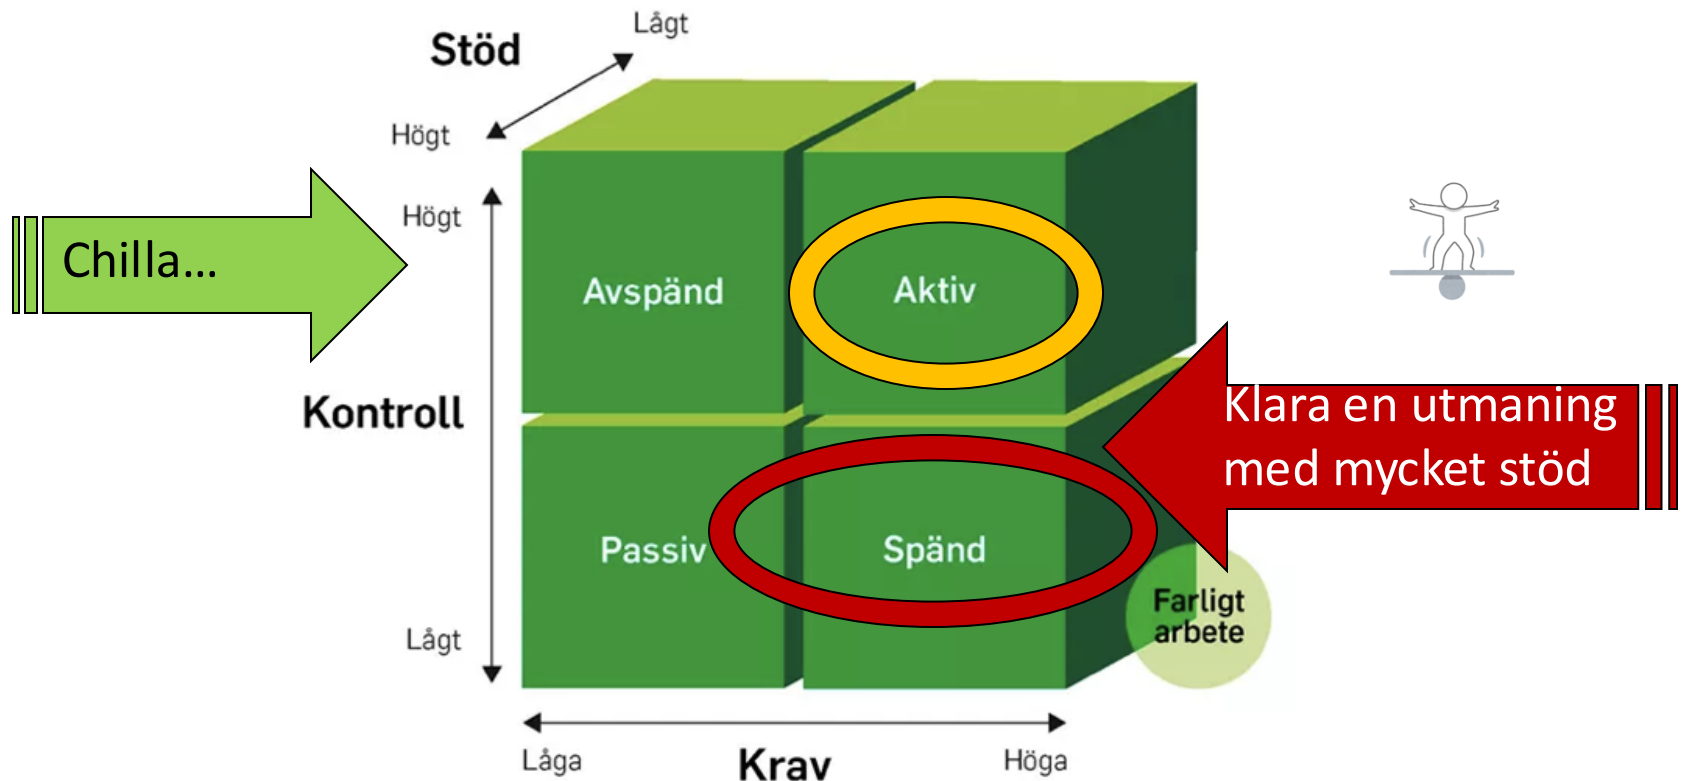 Lågt
Stöd
Högt
Högt
Chilla...
Avspänd
Aktiv
Kontroll
Klara en utmaning
med mycket stöd
Passiv
Spänd
Farligt
arbete
Lågt
Låga
Krav
Höga